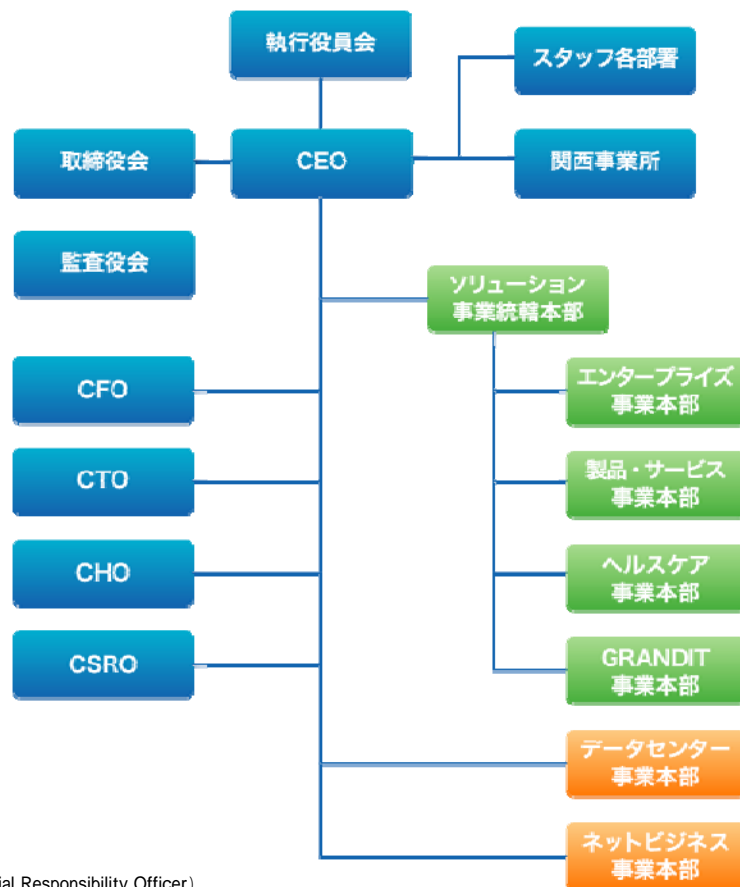 執行役員会
スタッフ各部署
取締役会
CEO
関西事業所
監査役会
ソリューション
事業統轄本部
CFO
エンタープライズ
事業本部
CTO
製品・サービス
事業本部
CHO
ヘルスケア
事業本部
CSRO
GRANDIT
事業本部
データセンター
事業本部
ネットビジネス
事業本部
ial Responsibility Officer）